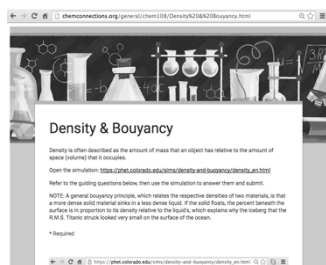 chemconnections.org/general/chem108/Density%20&%20Bouyancy.html
Density & Bouyancy
Density is often described as the amount of mass that an object has relative to the amount of
space (volume) that it occupies.
Open the simulation: https://phet.colorado.edu/sims/density-and-buoyancy/density_en.html
Refer to the guiding questions below, then use the simulation to answer them and submit.
NOTE: A general bouyancy principle, which relates the respective densities of two materials, is that
a more dense solid material sinks in a less dense liquid. If the solid floats, the percent beneath the
surface is in proportion to its density relative to the liquids, which explains why the iceberg that the
R.M.S. Titanic struck looked very small on the surface of the ocean.
* Required
https://phet.colorado.edu/sims/density-and-buoyancy/density_en.html